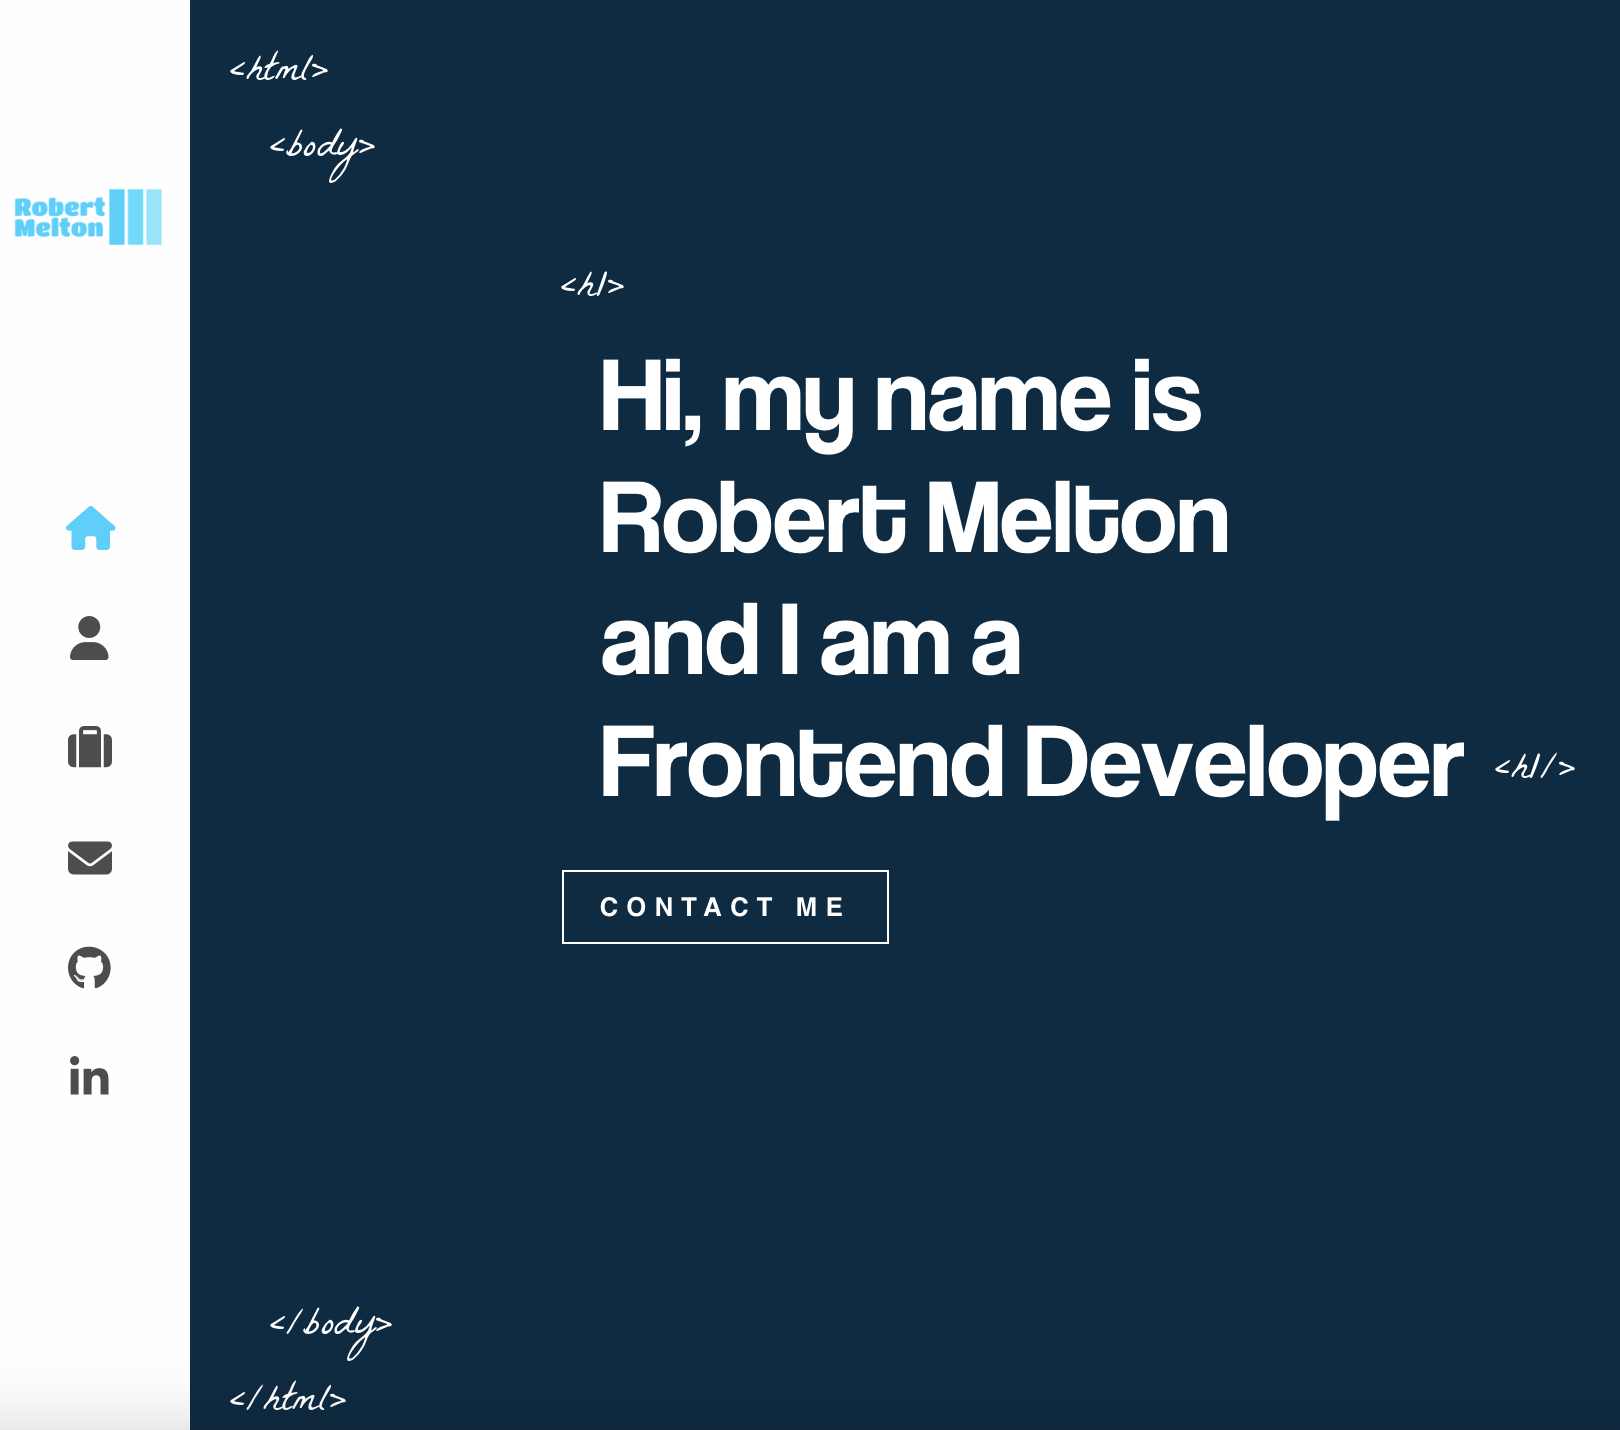 Robert
Melton
<html>
<body>
<h1>
Hi, my name is
Robert Melton
and I am a
Frontend Developer <h1/>
CONTACT ME
</body>
</html>